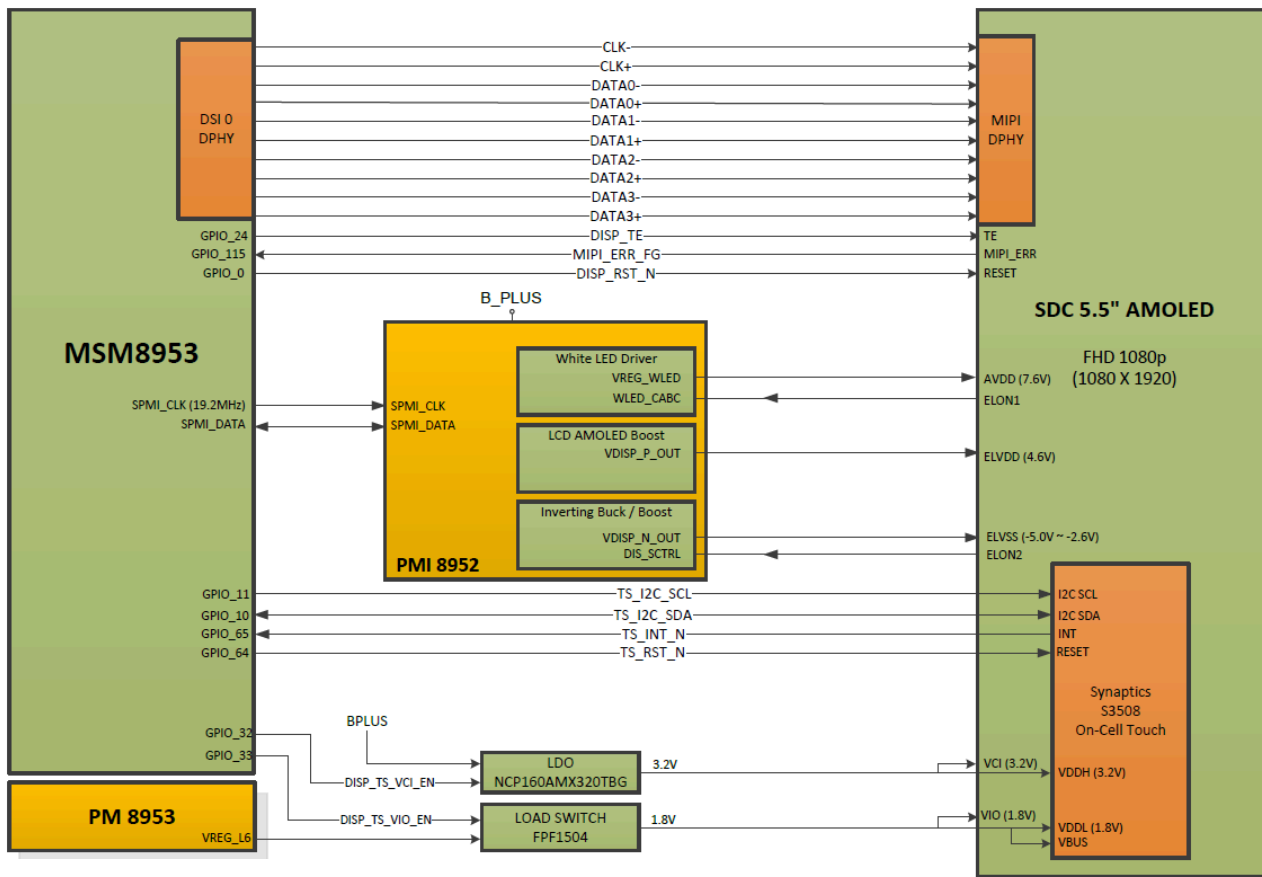 CLK-
CLK+
DATA0-
DATA0+
DATA1-
DATA1+
DATA2-
DATA2+
DATA3-
DATA3+
DSI 0
DPHY
MIPI
DPHY
GPIO_24
DISP_TE
TE
GPIO_115
MIPI_ERR_FG
MIPI_ERR
GPIO_0
DISP_RST_N
RESET
B_PLUS
SDC 5.5" AMOLED
FHD 1080p
(1080 X 1920)
MSM8953
White LED Driver
VREG_WLED
WLED_CABC
AVDD (7.6V)
ELON1
SPMI_CLK (19.2MHz)
SPMI_DATA
SPMI_CLK
SPMI_DATA
LCD AMOLED Boost
VDISP_P_OUT
ELVDD (4.6V)
Inverting Buck / Boost
VDISP_N_OUT
DIS_SCTRL
ELVSS (-5.0V ~ -2.6V)
ELON2
PMI 8952
GPIO_11
TS_I2C_SCL
I2C SCL
GPIO_10
TS_I2C_SDA
I2C SDA
GPIO_65
TS_INT_N
INT
GPIO_64
TS_RST_N
RESET
Synaptics
S3508
On-Cell Touch
GPIO_32
GPIO_33
BPLUS
DISP_TS_VCI_EN
LDO
NCP160AMX320TBG
3.2V
VCI (3.2V)
VDDH (3.2V)
PM 8953
VREG_L6
DISP_TS_VIO_EN
LOAD SWITCH
FPF1504
1.8V
VIO (1.8V)
VDDL (1.8V)
VBUS